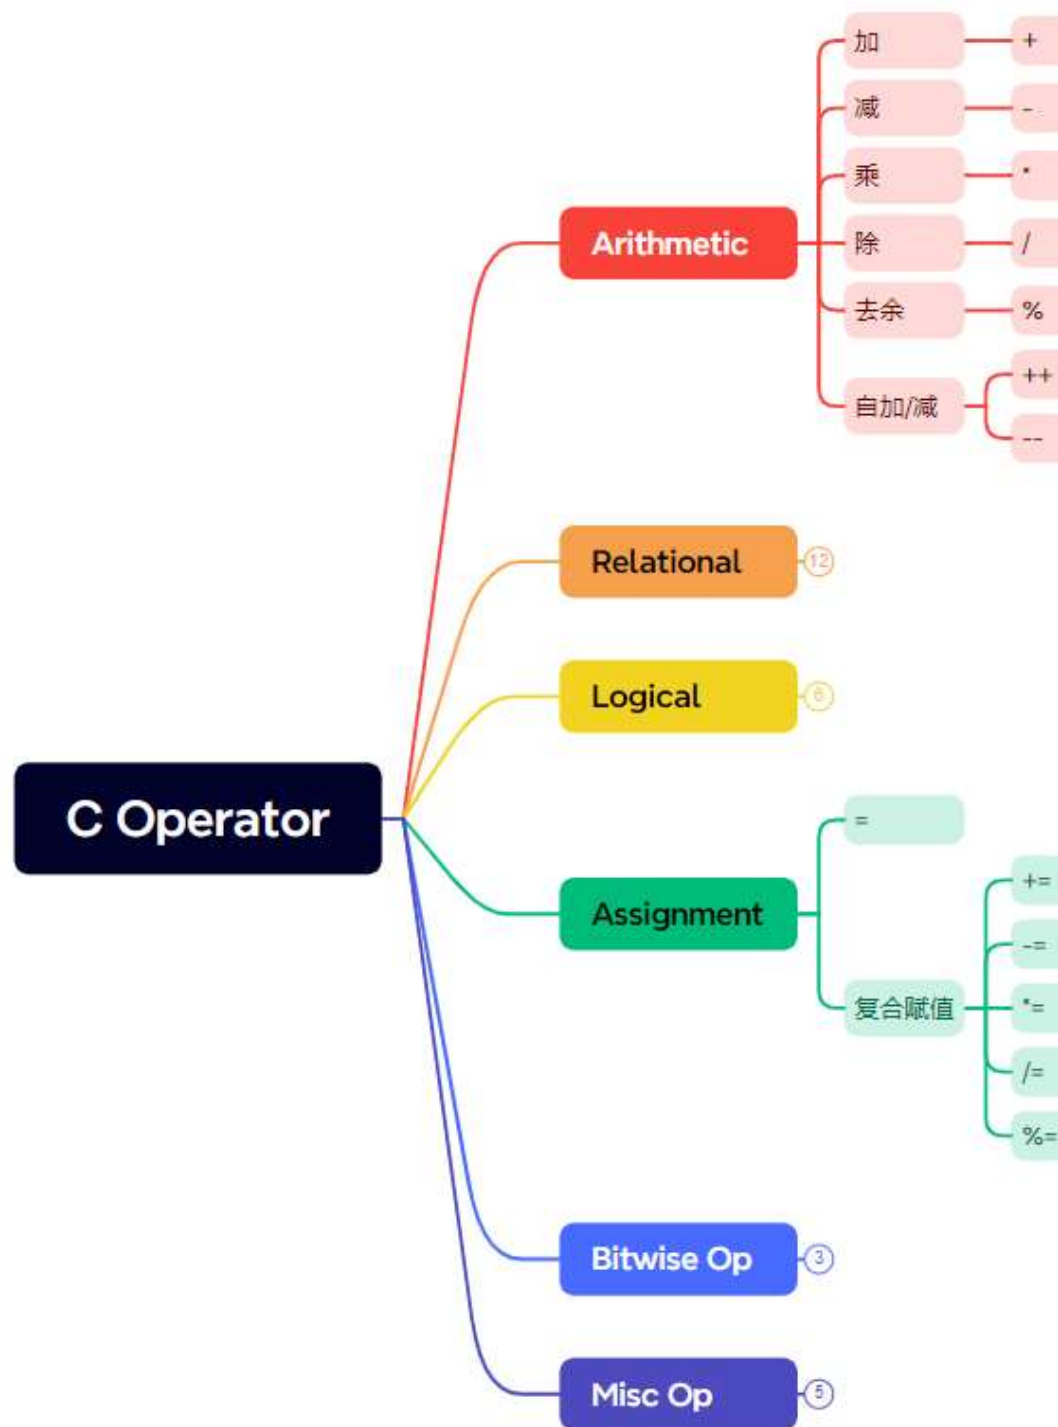 C Operator
Arithmetic
加
+
减
-
乘
*
除
/
去余
%
自加/减
++
--
Relational
12
Logical
6
Assignment
=
复合赋值
+=
-=
*=
/=
%=
Bitwise Op
3
Misc Op
5